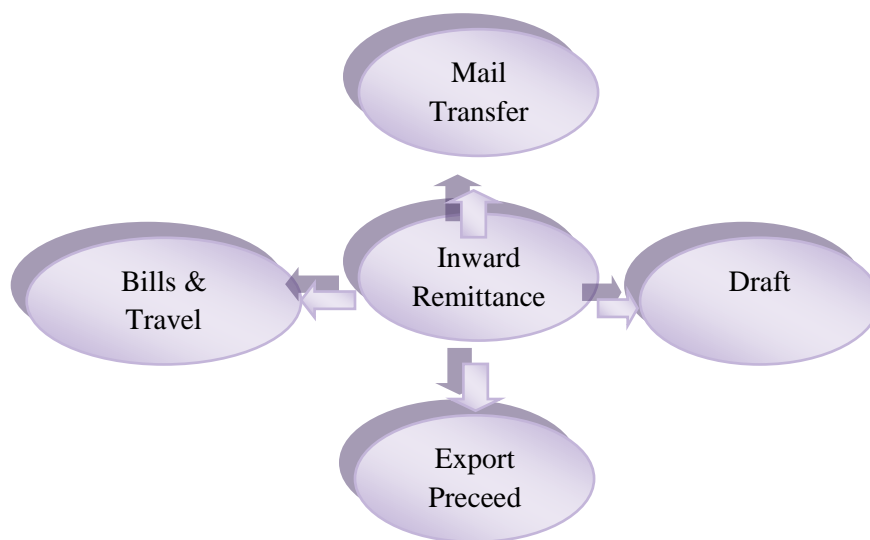 Mail
Transfer
Inward
Remittance
Bills &
Travel
Draft
Export
Preceed